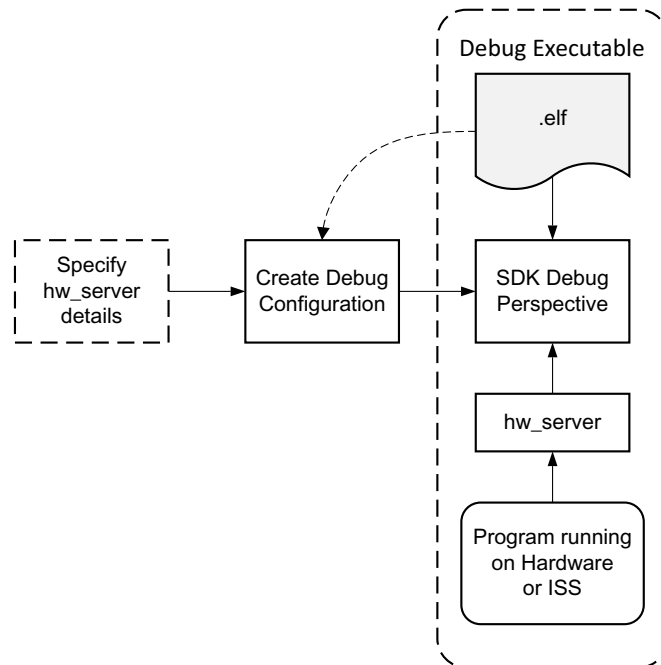 Debug Executable
.elf
Specify
hw_server
details
Create Debug
Configuration
SDK Debug
Perspective
hw_server
Program running
on Hardware
or ISS